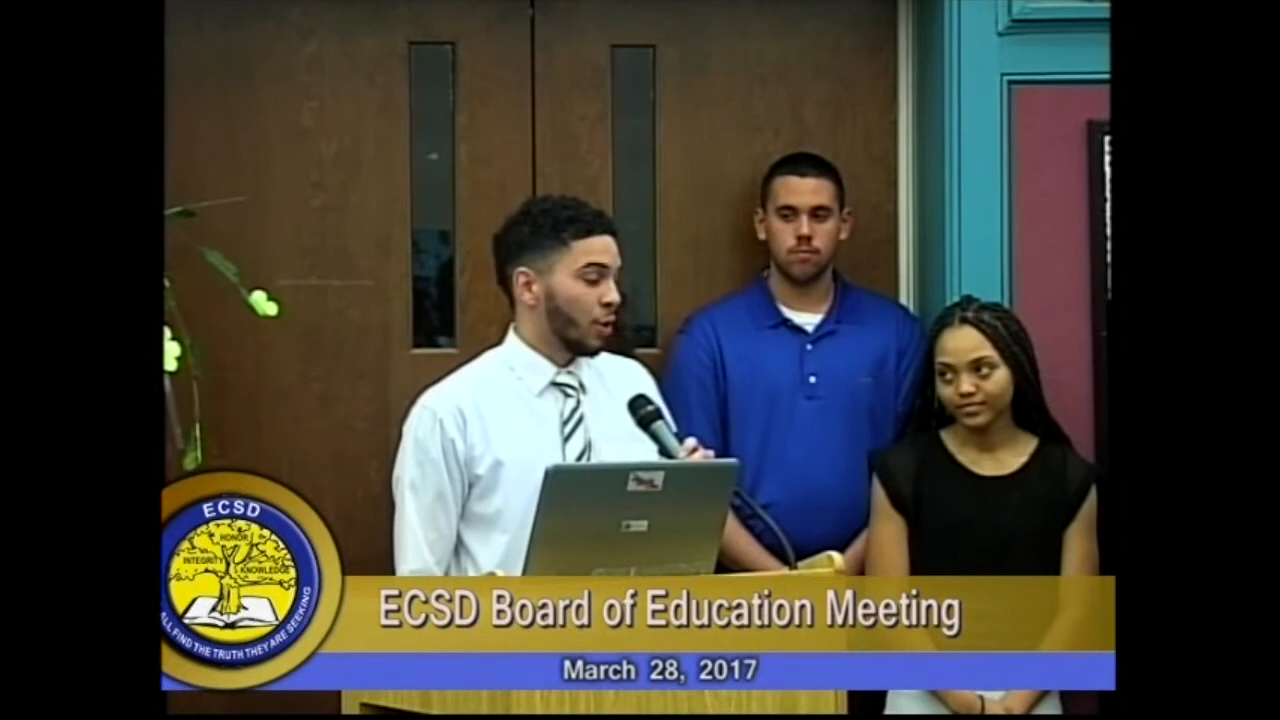 ECSD
HONOR
INTEGRITY KNOWLEDGE
ALL FIND THE TRUTH THEY ARE SEEKING
ECSD Board of Education Meeting
March 28, 2017